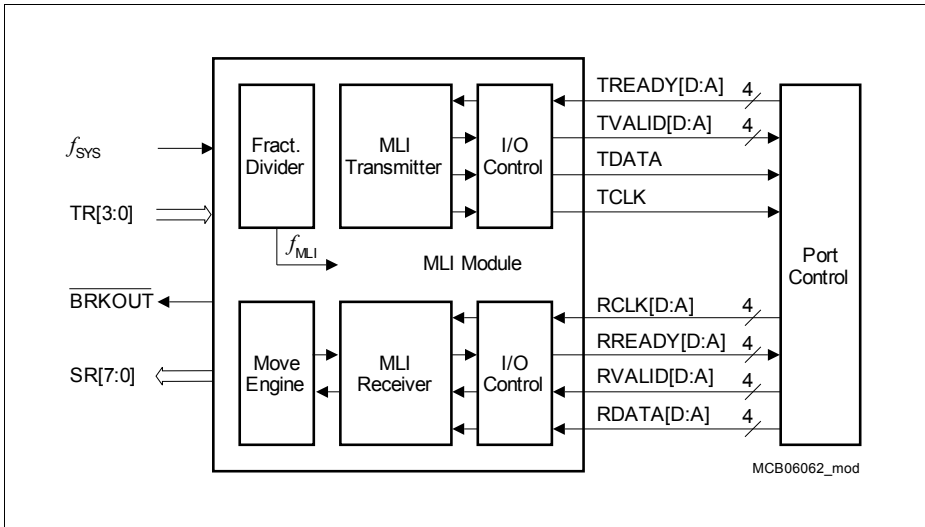 TREADY[D:A] 4
TVALID[D:A] 4
TDATA
TCLK
fSYS
TR[3:0]
BRKOUT
SR[7:0]
Fract.
Divider
MLI
Transmitter
I/O
Control
fMLI
MLI Module
Port
Control
Move
Engine
MLI
Receiver
I/O
Control
RCLK[D:A] 4
RREADY[D:A] 4
RVALID[D:A] 4
RDATA[D:A] 4
MCB06062_mod